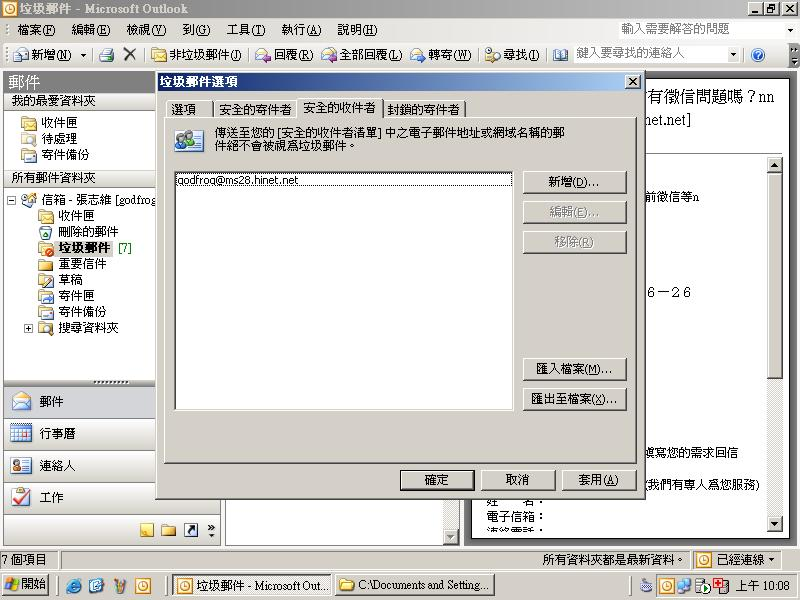 垃圾郵件 - Microsoft Outlook
檔案(F) 編輯(E) 檢視(V) 到(G) 工具(T) 執行(A) 說明(H) 輸入需要解答的問題
新增(N) 非垃圾郵件(J) 回覆(R) 全部回覆(L) 轉寄(W) 尋找(I) 鍵入要尋找的連絡人
郵件
我的最愛資料夾
收件匣
待處理
寄件備份
所有郵件資料夾
信箱 - 張志維 [godfrog
收件匣
刪除的郵件
垃圾郵件 [7]
重要信件
草稿
寄件匣
寄件備份
搜尋資料夾
郵件
行事曆
連絡人
工作
垃圾郵件選項
選項 安全的寄件者 安全的收件者 封鎖的寄件者
傳送至您的 [安全的收件者清單] 中之電子郵件地址或網域名稱的郵
件絕不會被視為垃圾郵件。
godfrog@ms28.hinet.net
新增(D)...
編輯(E)...
移除(R)
匯入檔案(M)...
匯出至檔案(X)...
確定 取消 套用(A)
有徵信問題嗎？nn
net.net]
前徵信等n
6－26
填寫您的需求回信
(我們有專人為您服務)
姓 名：
電子信箱：
連絡電話：
7 個項目 所有資料夾都是最新資料。 已經連線
開始 垃圾郵件 - Microsoft Out... C:\Documents and Setting... 上午 10:08